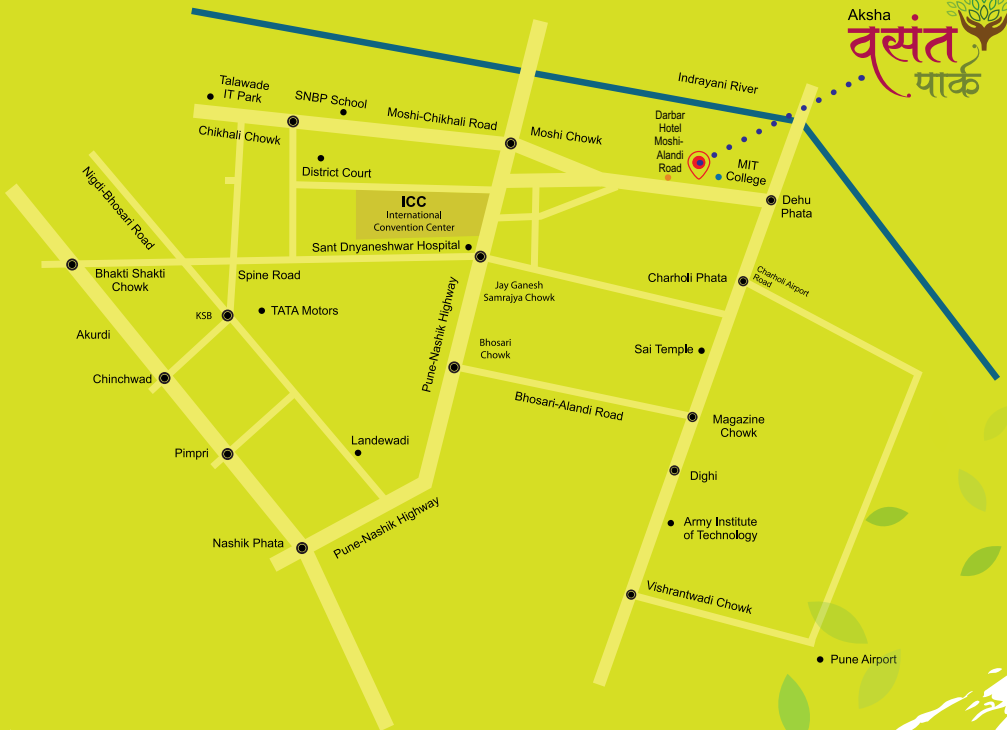 Aksha
वसंत
पार्क
Indrayani River
Talawade
IT Park
SNBP School
Moshi-Chikhali Road
Chikhali Chowk
Moshi Chowk
Darbar
Hotel
Moshi-
Alandi
Road
MIT
College
District Court
Dehu
Phata
Nigdi-Bhosari Road
ICC
International
Convention Center
Sant Dnyaneshwar Hospital
Bhakti Shakti
Chowk
Spine Road
Jay Ganesh
Samrajya Chowk
Charholi Phata
Charholi Airport
Road
KSB
TATA Motors
Pune-Nashik Highway
Akurdi
Bhosari
Chowk
Sai Temple
Chinchwad
Bhosari-Alandi Road
Magazine
Chowk
Pimpri
Landewadi
Dighi
Pune-Nashik Highway
Nashik Phata
Army Institute
of Technology
Vishrantwadi Chowk
Pune Airport